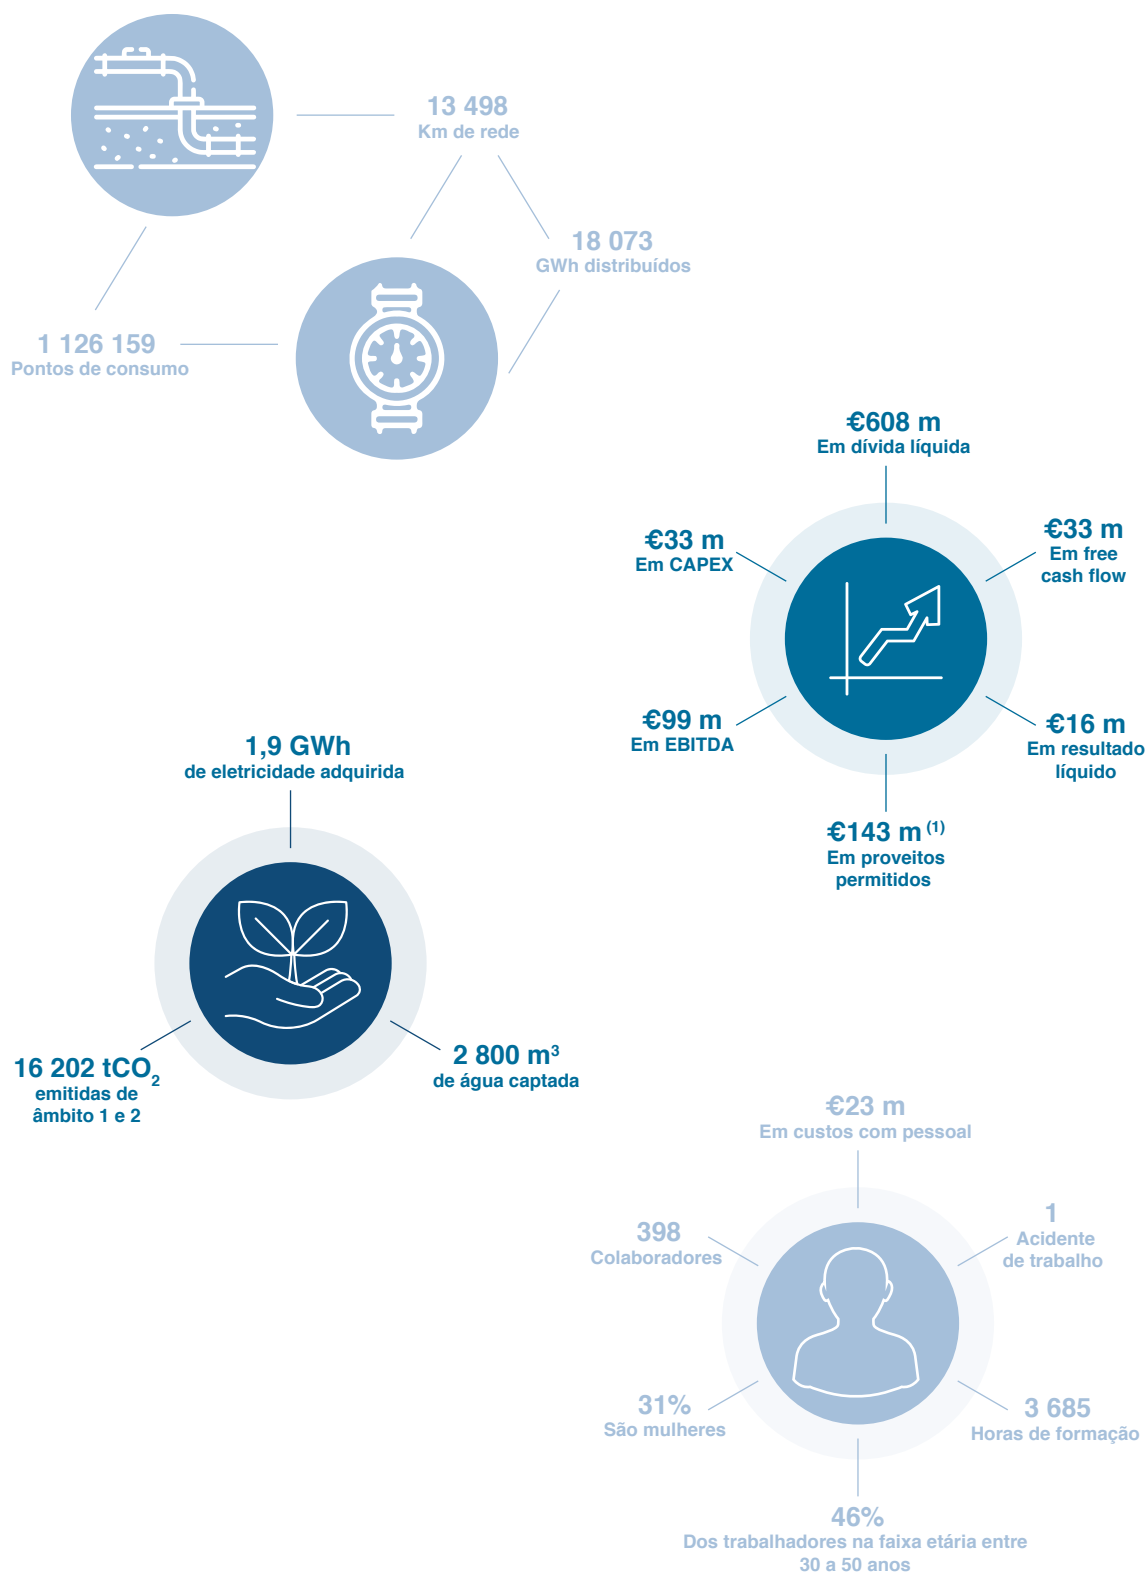 13 498
Km de rede
18 073
GWh distribuídos
1 126 159
Pontos de consumo
€608 m
Em dívida líquida
€33 m
Em CAPEX
€33 m
Em free
cash flow
€99 m
Em EBITDA
€16 m
Em resultado
líquido
€143 m (1)
Em proveitos
permitidos
1,9 GWh
de eletricidade adquirida
16 202 tCO2
emitidas de
âmbito 1 e 2
2 800 m³
de água captada
€23 m
Em custos com pessoal
398
Colaboradores
1
Acidente
de trabalho
31%
São mulheres
3 685
Horas de formação
46%
Dos trabalhadores na faixa etária entre
30 a 50 anos